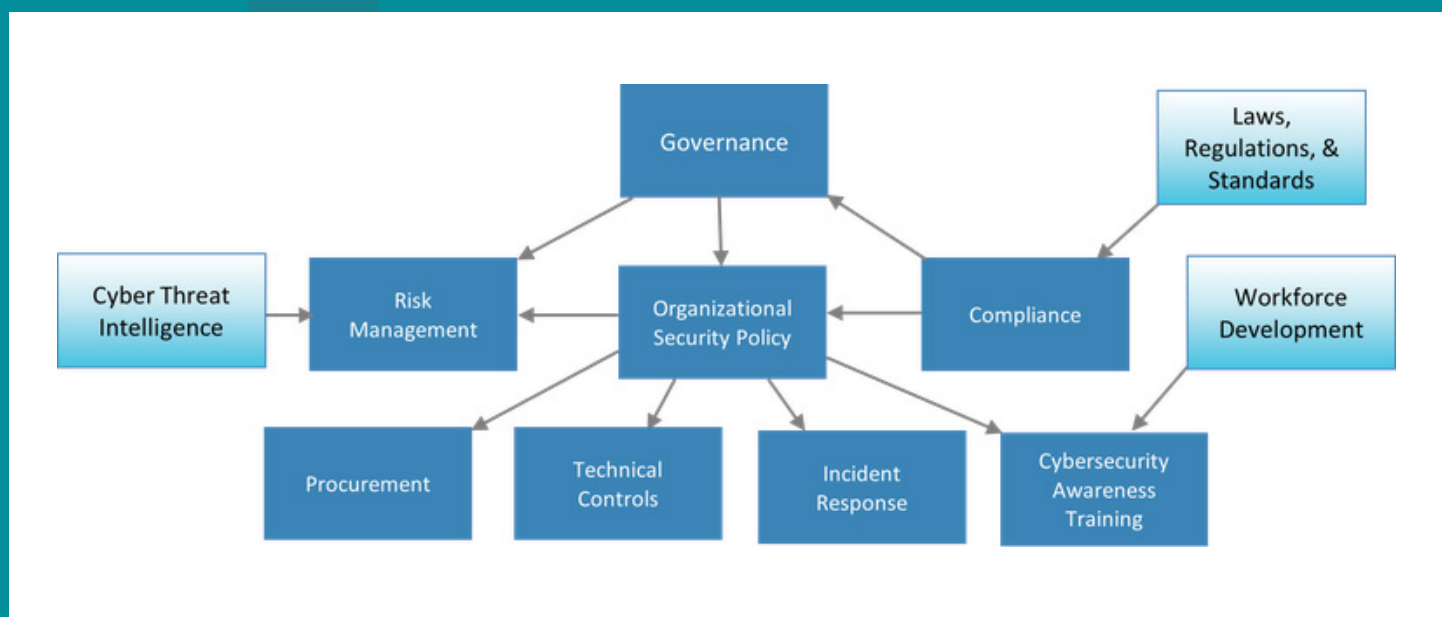 Governance
Laws,
Regulations, &
Standards
Cyber Threat
Intelligence
Risk
Management
Organizational
Security Policy
Compliance
Workforce
Development
Procurement
Technical
Controls
Incident
Response
Cybersecurity
Awareness
Training